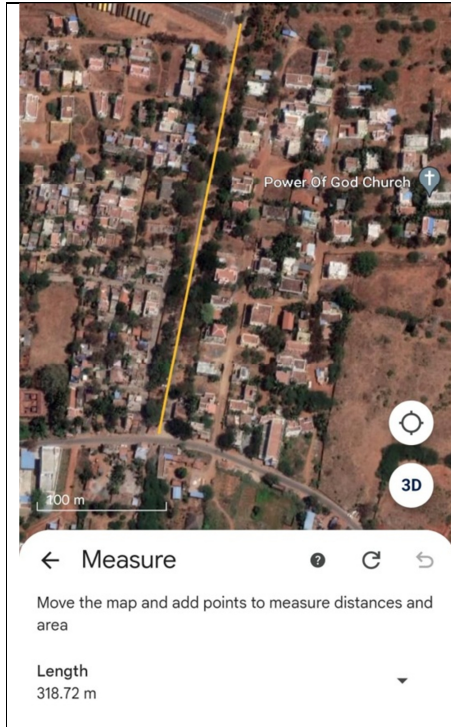 Power Of God Church
100 m
3D
Measure
Move the map and add points to measure distances and
area
Length
318.72 m